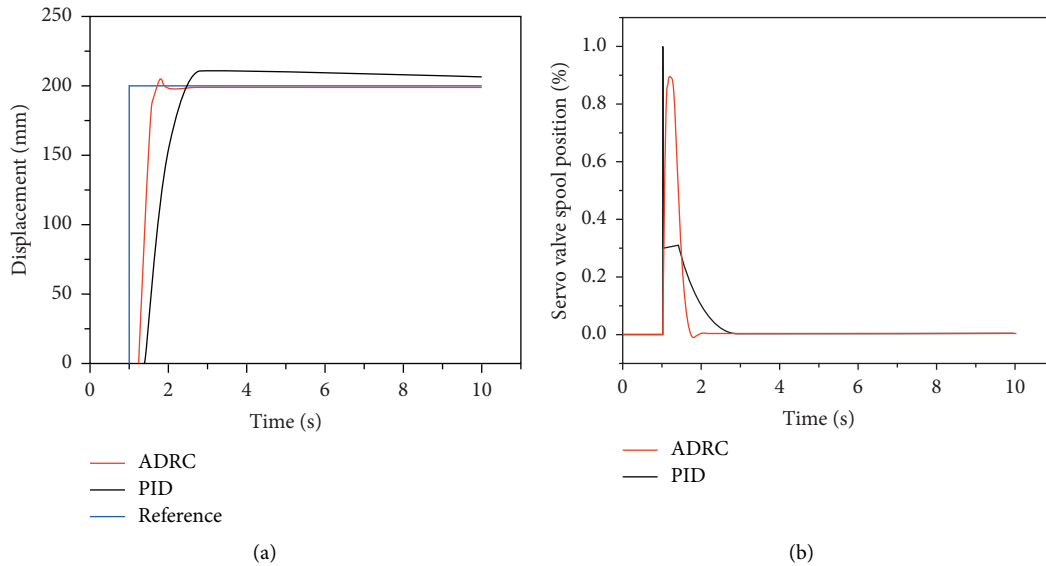 250
200
150
100
50
0
Displacement (mm)
0 2 4 6 8 10
Time (s)
ADRC
PID
Reference
(a)
1.0
0.8
0.6
0.4
0.2
0.0
Servo valve spool position (%)
0 2 4 6 8 10
Time (s)
ADRC
PID
(b)